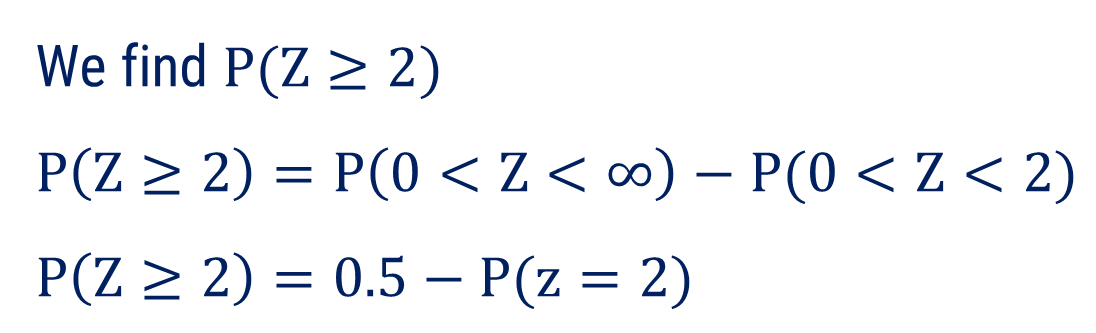 We find P(Z ≥ 2)
P(Z ≥ 2) = P(0 < Z < ∞) − P(0 < Z < 2)
P(Z ≥ 2) = 0.5 − P(z = 2)